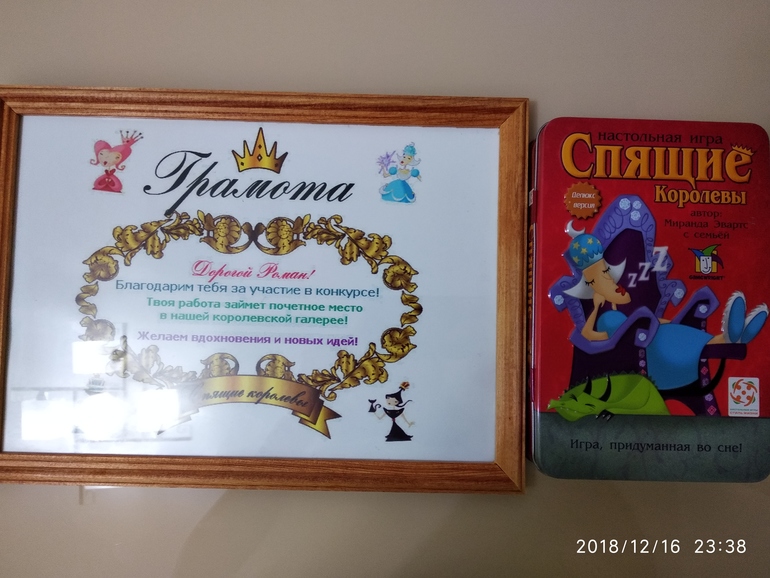 Грамота
Дорогой Роман!
Благодарим тебя за участие в конкурсе!
Твоя работа займет почетное место
в нашей королевской галерее!
Желаем вдохновения и новых идей!
Спящие королевы
настольная игра
Спящие
Королевы
Делюкс
версия
автор:
Миранда Эвартс
с семьёй
zzz
Игра, придуманная во сне!
2018/12/16 23:38